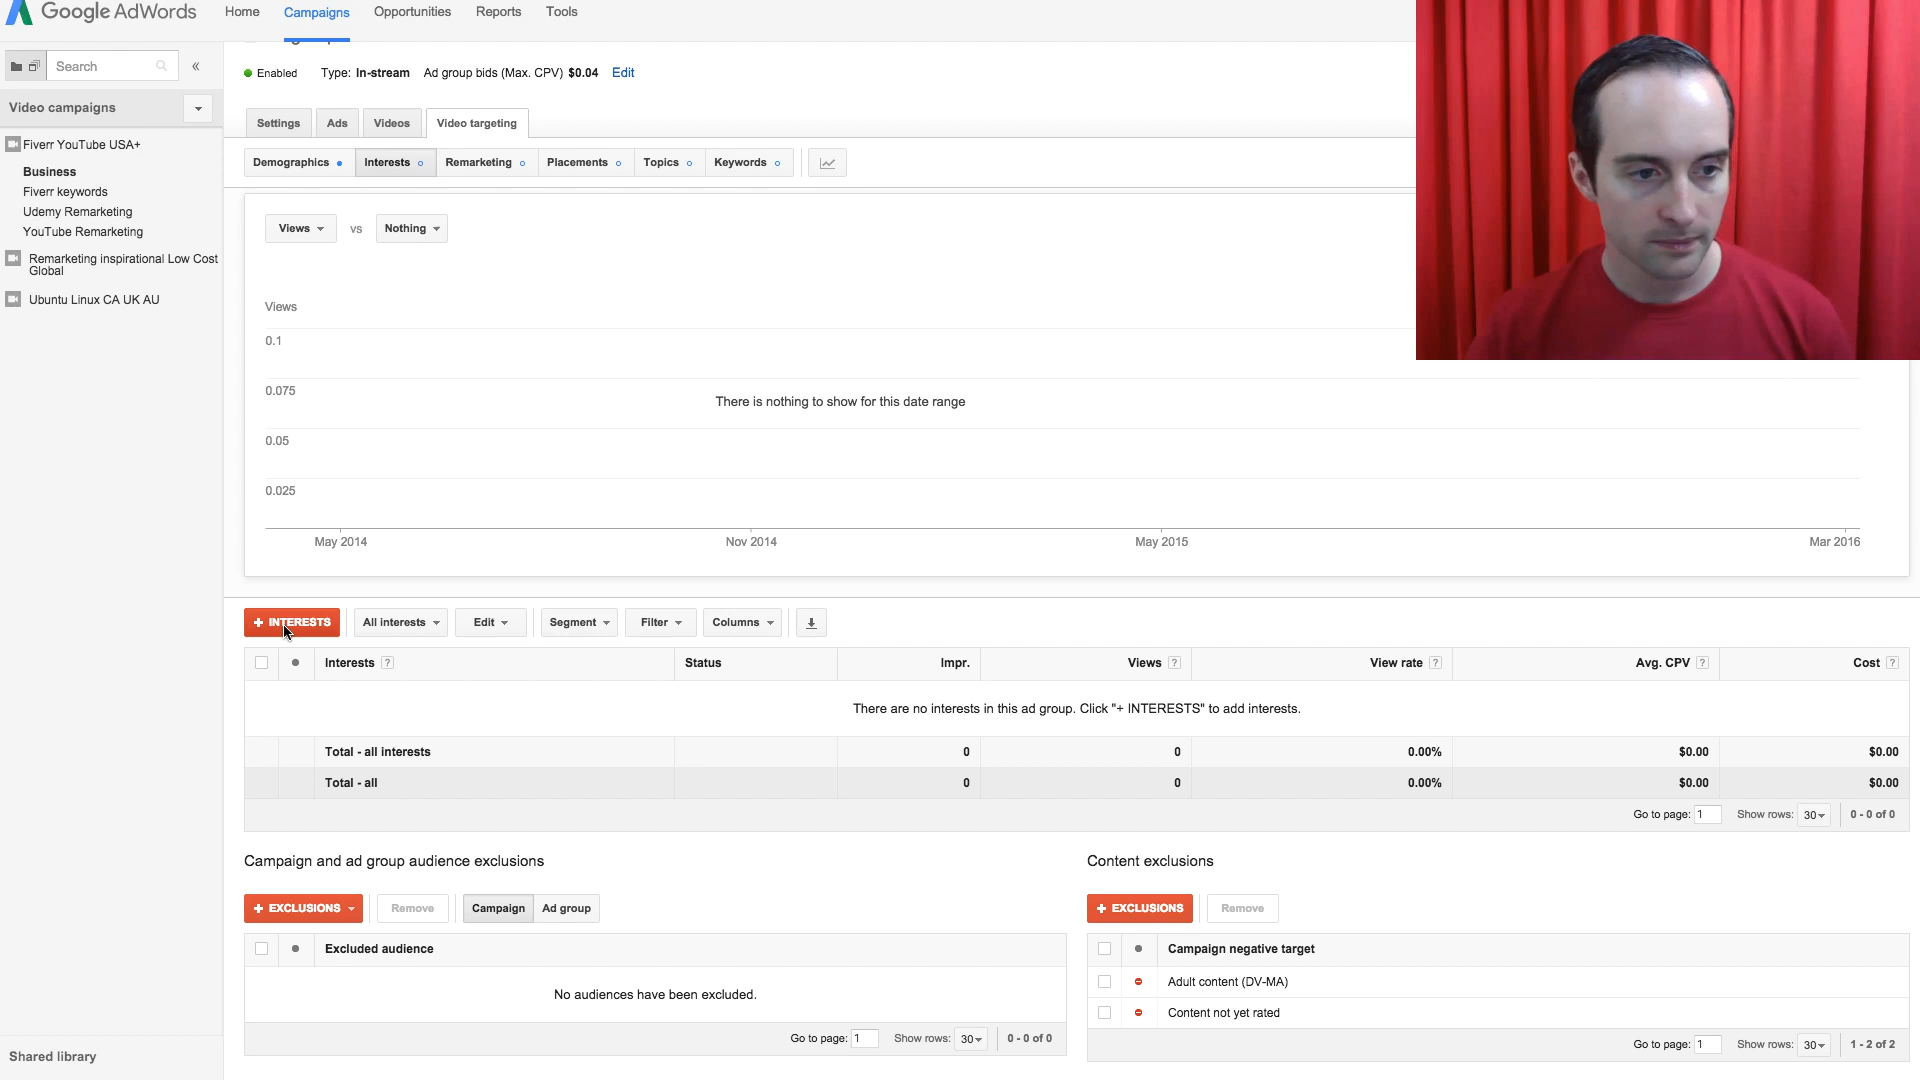 Google AdWords
Home
Campaigns
Opportunities
Reports
Tools
Search
«
Enabled
Type: In-stream
Ad group bids (Max. CPV) $0.04
Edit
Video campaigns
Settings
Ads
Videos
Video targeting
Fiverr YouTube USA+
Business
Fiverr keywords
Udemy Remarketing
YouTube Remarketing
Remarketing inspirational Low Cost
Global
Ubuntu Linux CA UK AU
Demographics
Interests
Remarketing
Placements
Topics
Keywords
Views
vs
Nothing
Views
0.1
0.075
There is nothing to show for this date range
0.05
0.025
May 2014
Nov 2014
May 2015
Mar 2016
+ INTERESTS
All interests
Edit
Segment
Filter
Columns
Interests ?
Status
Impr.
Views ?
View rate ?
Avg. CPV ?
Cost ?
There are no interests in this ad group. Click "+ INTERESTS" to add interests.
Total - all interests
0
0
0.00%
$0.00
$0.00
Total - all
0
0
0.00%
$0.00
$0.00
Go to page: 1
Show rows: 30
0 - 0 of 0
Campaign and ad group audience exclusions
+ EXCLUSIONS
Remove
Campaign
Ad group
Excluded audience
No audiences have been excluded.
Go to page: 1
Show rows: 30
0 - 0 of 0
Content exclusions
+ EXCLUSIONS
Remove
Campaign negative target
Adult content (DV-MA)
Content not yet rated
Go to page: 1
Show rows: 30
1 - 2 of 2
Shared library